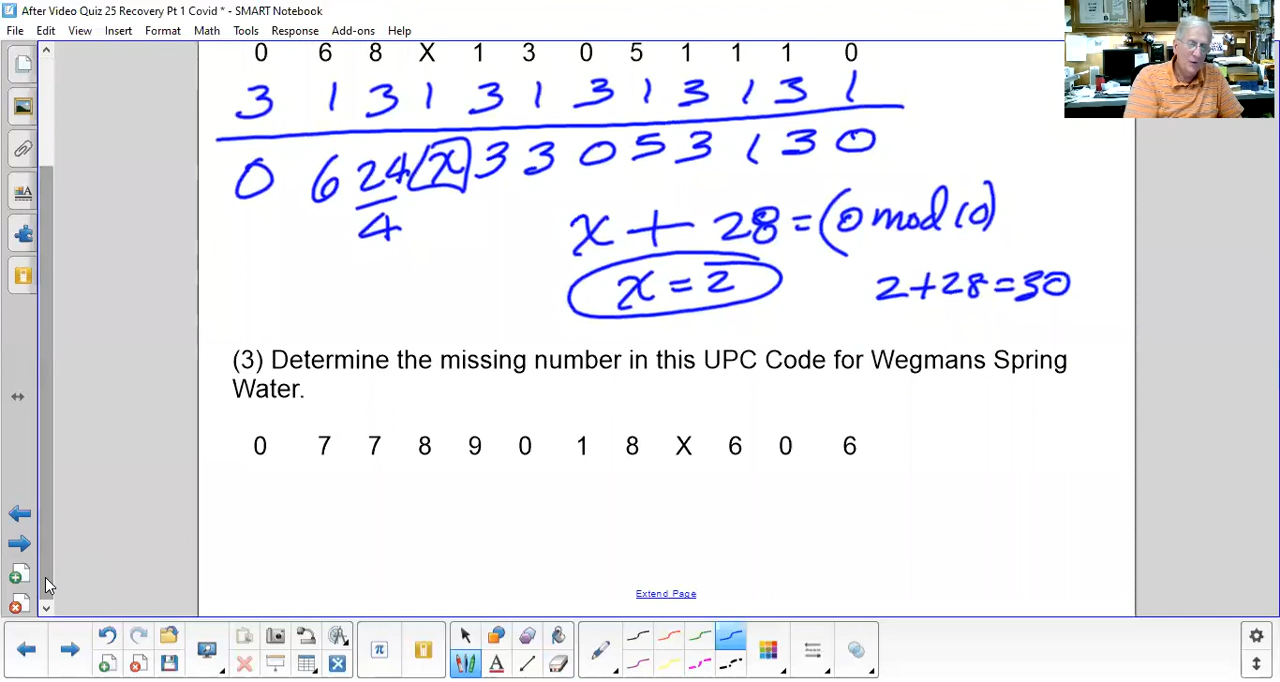 After Video Quiz 25 Recovery Pt 1 Covid * - SMART Notebook
File Edit View Insert Format Math Tools Response Add-ons Help
0 6 8 X 1 3 0 5 1 1 1 0
3 1 3 1 3 1 3 1 3 1 3 1
0 6 24 x 3 3 0 5 3 1 3 0
4
x + 28 = (0 mod 10)
x = 2
2+28=30
(3) Determine the missing number in this UPC Code for Wegmans Spring
Water.
0 7 7 8 9 0 1 8 X 6 0 6
Extend Page
π
A